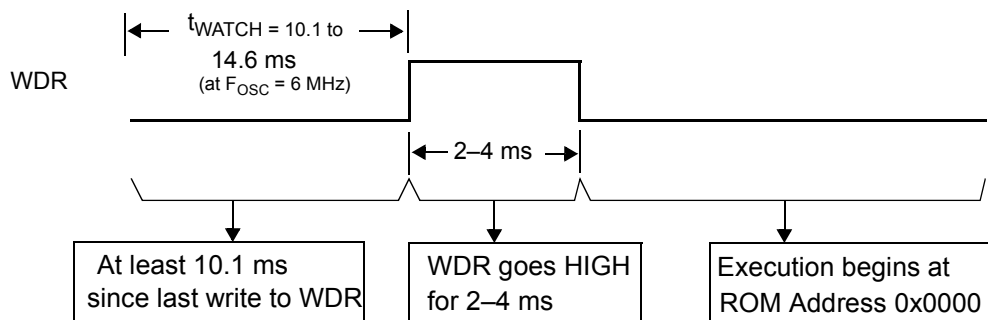 tWATCH = 10.1 to
14.6 ms
(at FOSC = 6 MHz)
WDR
2–4 ms
At least 10.1 ms
since last write to WDR
WDR goes HIGH
for 2–4 ms
Execution begins at
ROM Address 0x0000